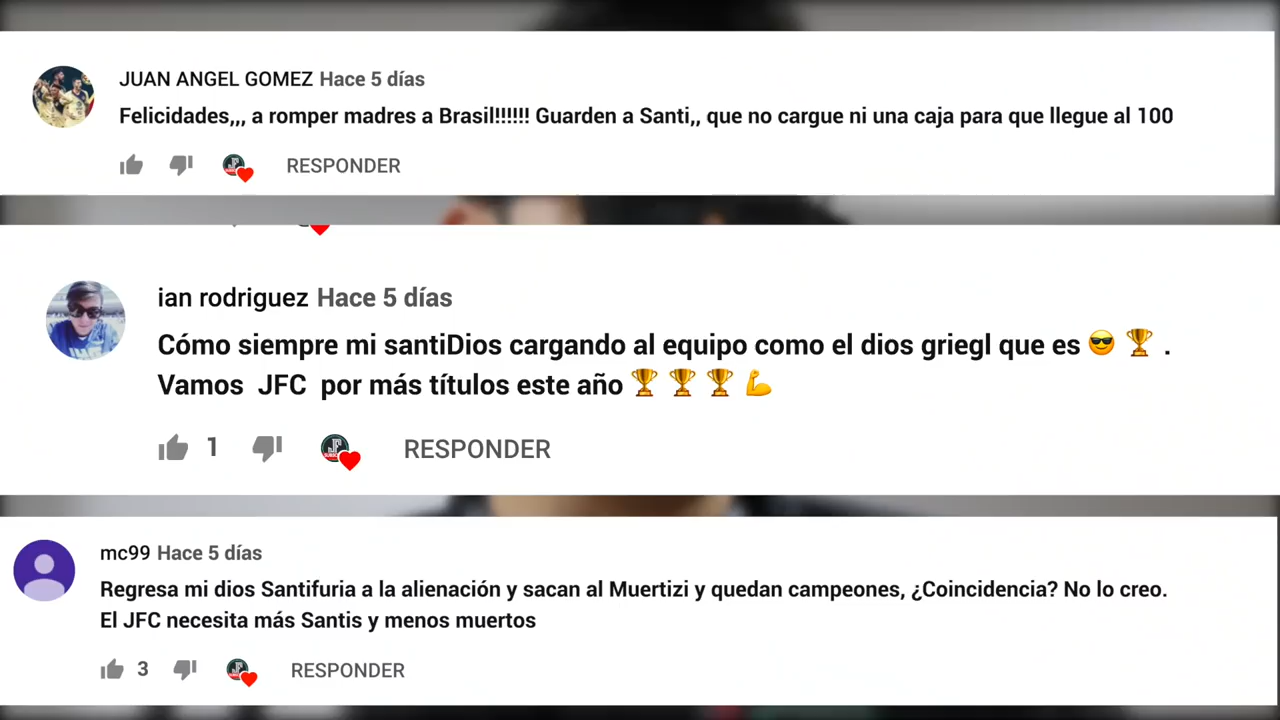 JUAN ANGEL GOMEZ Hace 5 días
Felicidades,,, a romper madres a Brasil!!!!!! Guarden a Santi,, que no cargue ni una caja para que llegue al 100
RESPONDER
ian rodriguez Hace 5 días
Cómo siempre mi santiDios cargando al equipo como el dios griegl que es 😎 🏆 .
Vamos JFC por más títulos este año 🏆 🏆 🏆 💪
1 RESPONDER
mc99 Hace 5 días
Regresa mi dios Santifuria a la alienación y sacan al Muertizi y quedan campeones, ¿Coincidencia? No lo creo.
El JFC necesita más Santis y menos muertos
3 RESPONDER